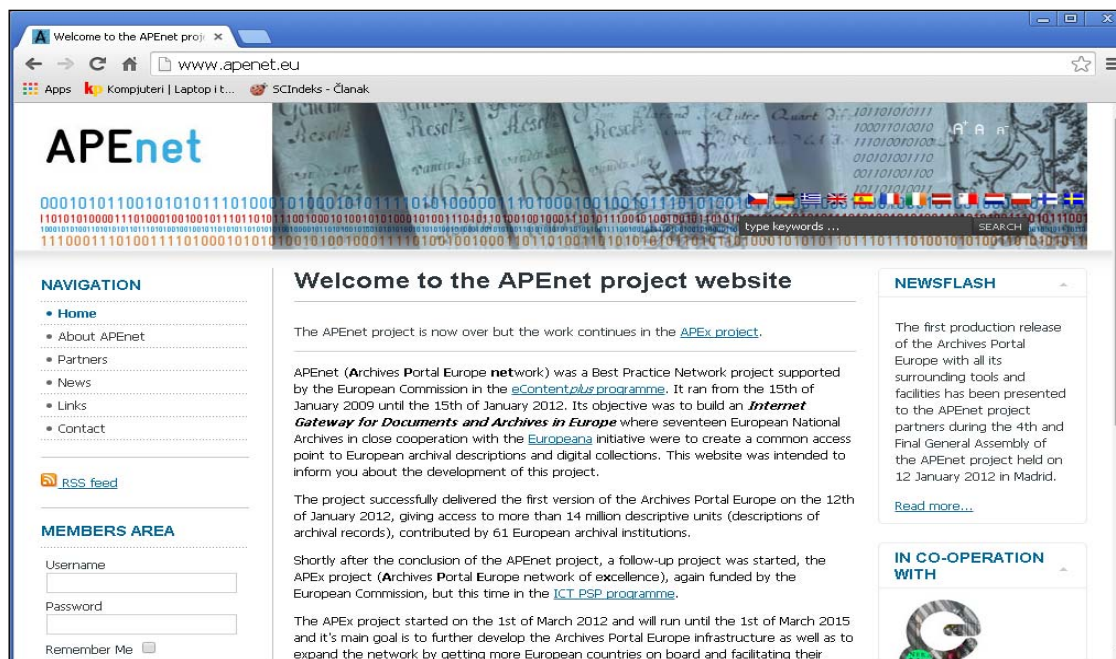 Welcome to the APEnet proje
www.apenet.eu
Apps
kp Kompjuteri | Laptop i t...
SCIndeks - Članak
APEnet
A+ A A-
type keywords ...
SEARCH
NAVIGATION
Home
About APEnet
Partners
News
Links
Contact
RSS feed
MEMBERS AREA
Username
Password
Remember Me
Welcome to the APEnet project website
The APEnet project is now over but the work continues in the APEx project.
APEnet (Archives Portal Europe network) was a Best Practice Network project supported
by the European Commission in the eContentplus programme. It ran from the 15th of
January 2009 until the 15th of January 2012. Its objective was to build an Internet
Gateway for Documents and Archives in Europe where seventeen European National
Archives in close cooperation with the Europeana initiative were to create a common access
point to European archival descriptions and digital collections. This website was intended to
inform you about the development of this project.
The project successfully delivered the first version of the Archives Portal Europe on the 12th
of January 2012, giving access to more than 14 million descriptive units (descriptions of
archival records), contributed by 61 European archival institutions.
Shortly after the conclusion of the APEnet project, a follow-up project was started, the
APEx project (Archives Portal Europe network of excellence), again funded by the
European Commission, but this time in the ICT PSP programme.
The APEx project started on the 1st of March 2012 and will run until the 1st of March 2015
and it's main goal is to further develop the Archives Portal Europe infrastructure as well as to
expand the network by getting more European countries on board and facilitating their
NEWSFLASH
The first production release
of the Archives Portal
Europe with all its
surrounding tools and
facilities has been presented
to the APEnet project
partners during the 4th and
Final General Assembly of
the APEnet project held on
12 January 2012 in Madrid.
Read more...
IN CO-OPERATION
WITH